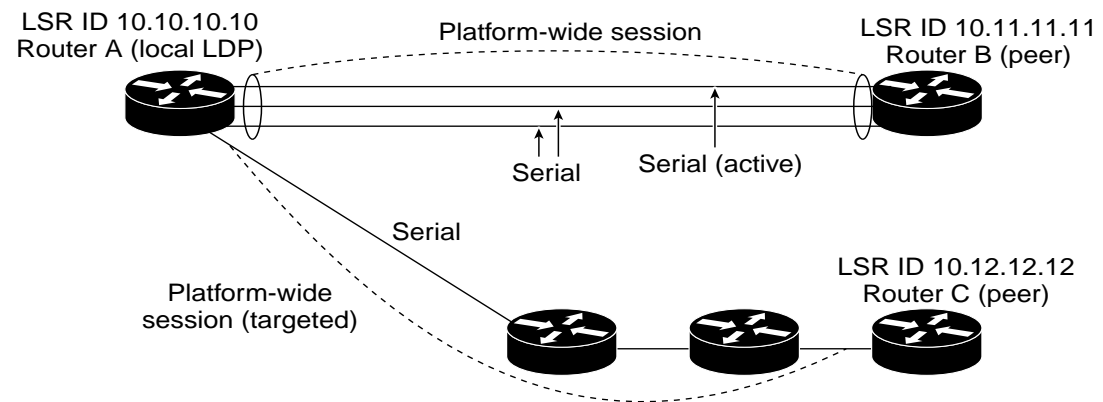 LSR ID 10.10.10.10
Router A (local LDP)
Platform-wide session
LSR ID 10.11.11.11
Router B (peer)
Serial
Serial (active)
Serial
Platform-wide
session (targeted)
LSR ID 10.12.12.12
Router C (peer)